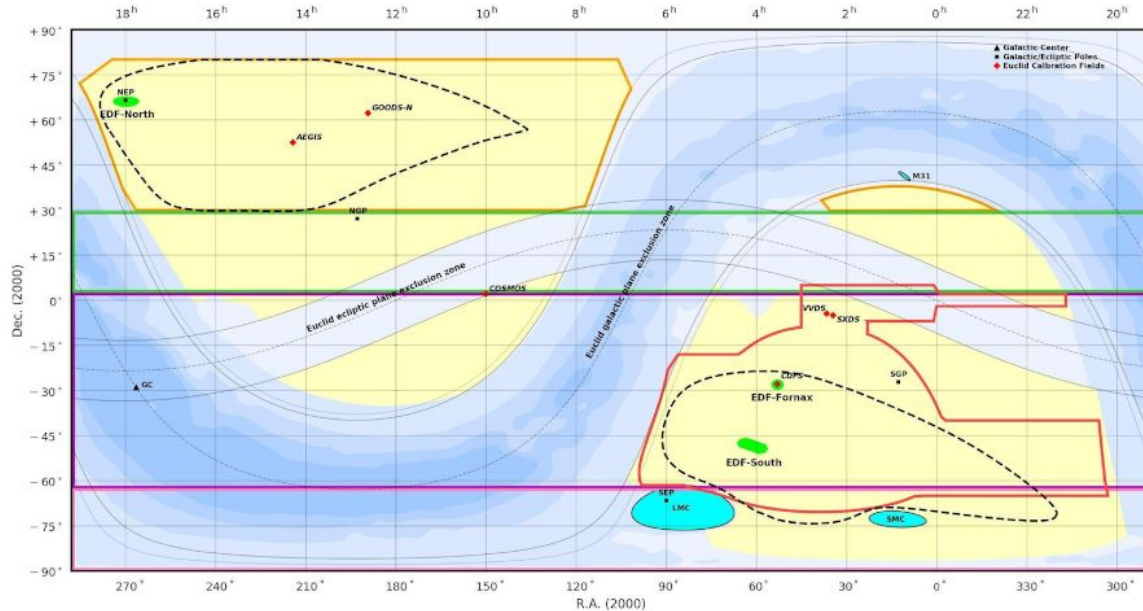 18ʰ 16ʰ 14ʰ 12ʰ 10ʰ 8ʰ 6ʰ 4ʰ 2ʰ 0ʰ 22ʰ 20ʰ
+90°
Galactic Center
Galactic/Ecliptic Poles
Euclid Calibration Fields
+75°
NEP
EDF-North
GOODS-N
+60°
AEGIS
+45°
M31
+30°
NGP
+15°
Euclid ecliptic plane exclusion zone
Euclid galactic plane exclusion zone
COSMOS
0°
VVDS
SXDS
Dec. (2000)
-15°
GC
CDFS
SGP
-30°
EDF-Fornax
-45°
EDF-South
-60°
SEP
LMC
SMC
-75°
-90°
270° 240° 210° 180° 150° 120° 90° 60° 30° 0° 330°
R.A. (2000)